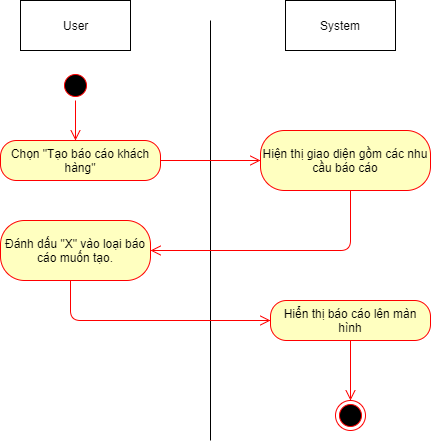 User
System
Chọn "Tạo báo cáo khách
hàng"
Hiện thị giao diện gồm các nhu
cầu báo cáo
Đánh dấu "X" vào loại báo
cáo muốn tạo.
Hiển thị báo cáo lên màn
hình